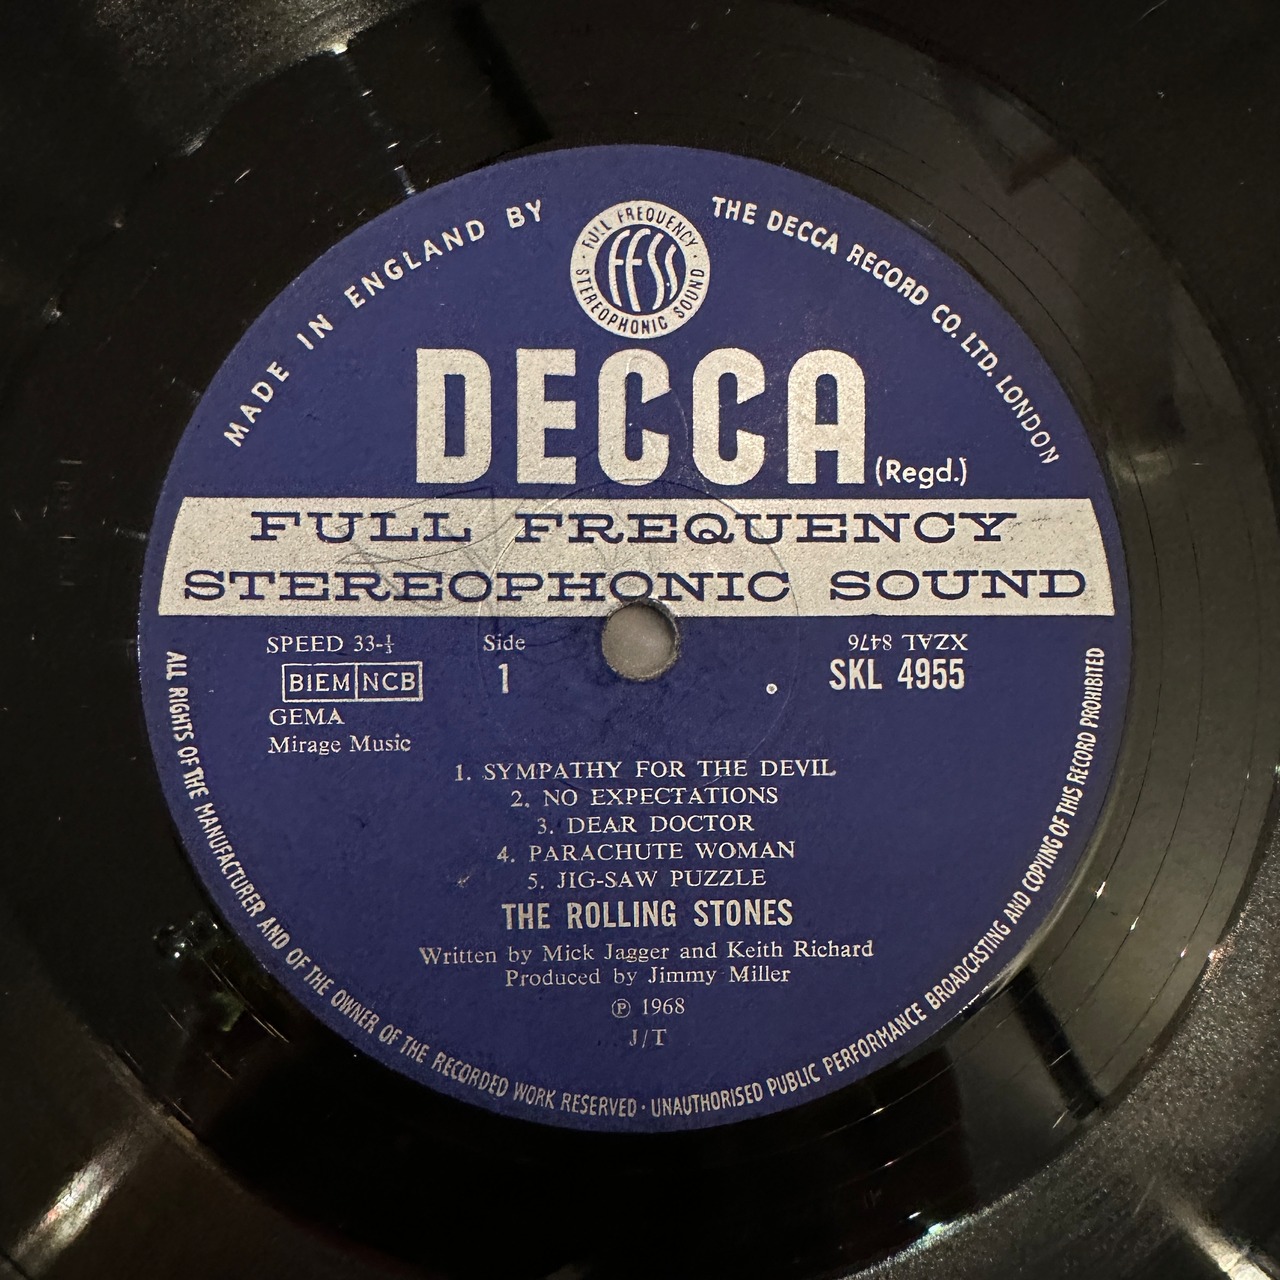 MADE IN ENGLAND BY THE DECCA RECORD CO. LTD. LONDON
FULL FREQUENCY STEREOPHONIC SOUND
FFSS
DECCA (Regd.)
FULL FREQUENCY
STEREOPHONIC SOUND
SPEED 33-⅓
Side
XZAL 8476
BIEM NCB
1
SKL 4955
GEMA
Mirage Music
1. SYMPATHY FOR THE DEVIL
2. NO EXPECTATIONS
3. DEAR DOCTOR
4. PARACHUTE WOMAN
5. JIG-SAW PUZZLE
THE ROLLING STONES
Written by Mick Jagger and Keith Richard
Produced by Jimmy Miller
℗ 1968
J/T
ALL RIGHTS OF THE MANUFACTURER AND OF THE OWNER OF THE RECORDED WORK RESERVED · UNAUTHORISED PUBLIC PERFORMANCE BROADCASTING AND COPYING OF THIS RECORD PROHIBITED